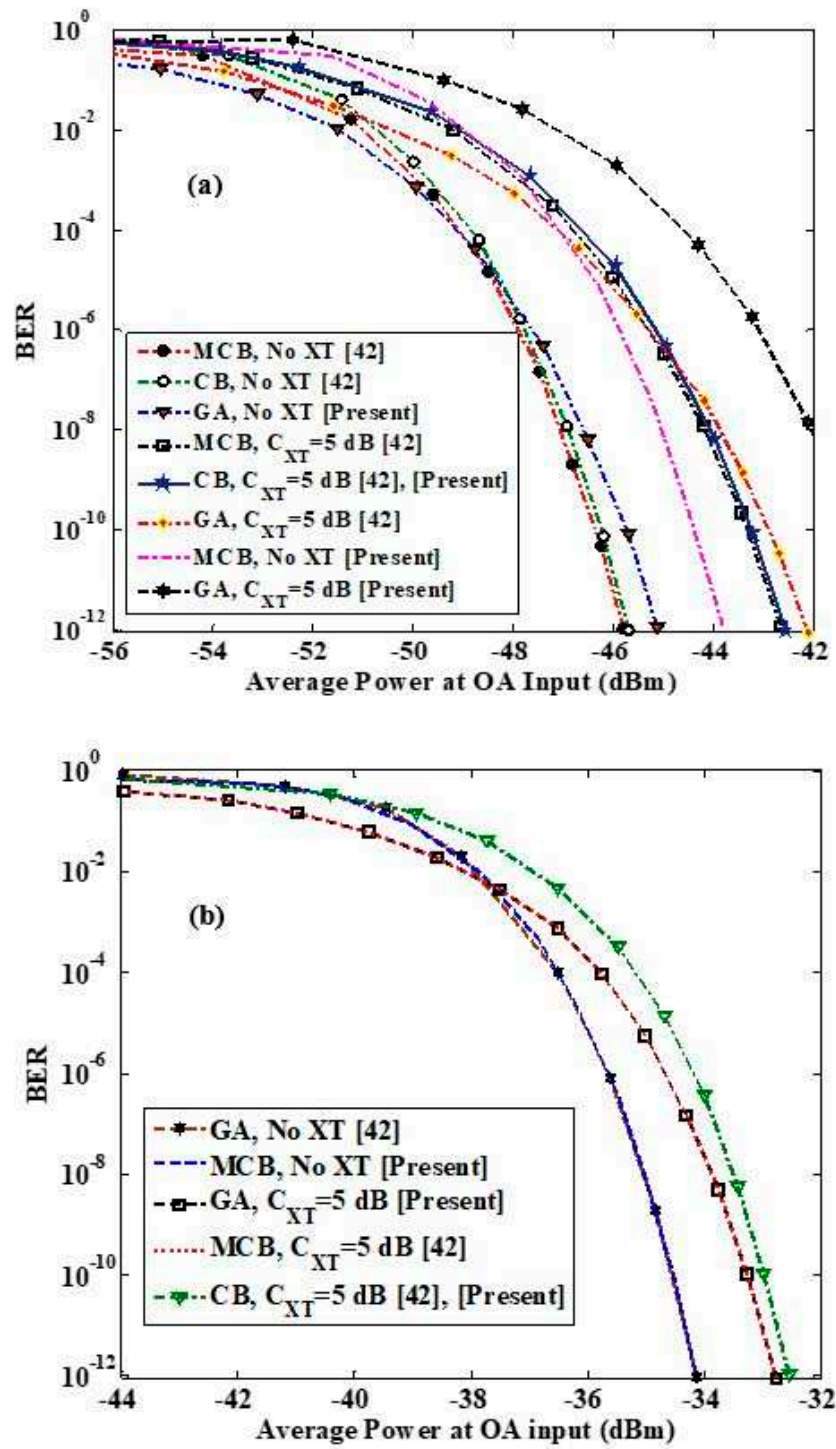 10^0
10^-2
10^-4
10^-6
10^-8
10^-10
10^-12
BER
(a)
MCB, No XT [42]
CB, No XT [42]
GA, No XT [Present]
MCB, C_XT=5 dB [42]
CB, C_XT=5 dB [42], [Present]
GA, C_XT=5 dB [42]
MCB, No XT [Present]
GA, C_XT=5 dB [Present]
-56 -54 -52 -50 -48 -46 -44 -42
Average Power at OA Input (dBm)
10^0
10^-2
10^-4
10^-6
10^-8
10^-10
10^-12
BER
(b)
GA, No XT [42]
MCB, No XT [Present]
GA, C_XT=5 dB [Present]
MCB, C_XT=5 dB [42]
CB, C_XT=5 dB [42], [Present]
-44 -42 -40 -38 -36 -34 -32
Average Power at OA input (dBm)